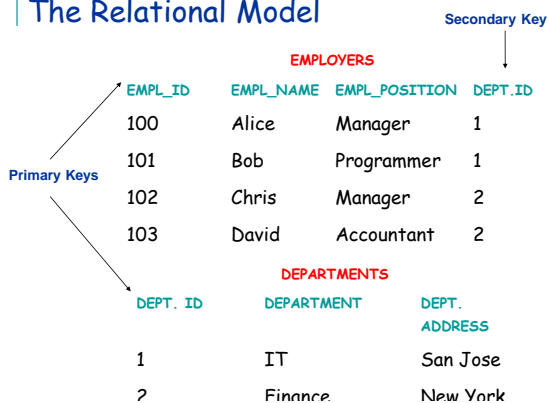 The Relational Model
Secondary Key
EMPLOYERS
EMPL_ID EMPL_NAME EMPL_POSITION DEPT.ID
100 Alice Manager 1
101 Bob Programmer 1
Primary Keys
102 Chris Manager 2
103 David Accountant 2
DEPARTMENTS
DEPT. ID DEPARTMENT DEPT.
ADDRESS
1 IT San Jose
2 Finance New York